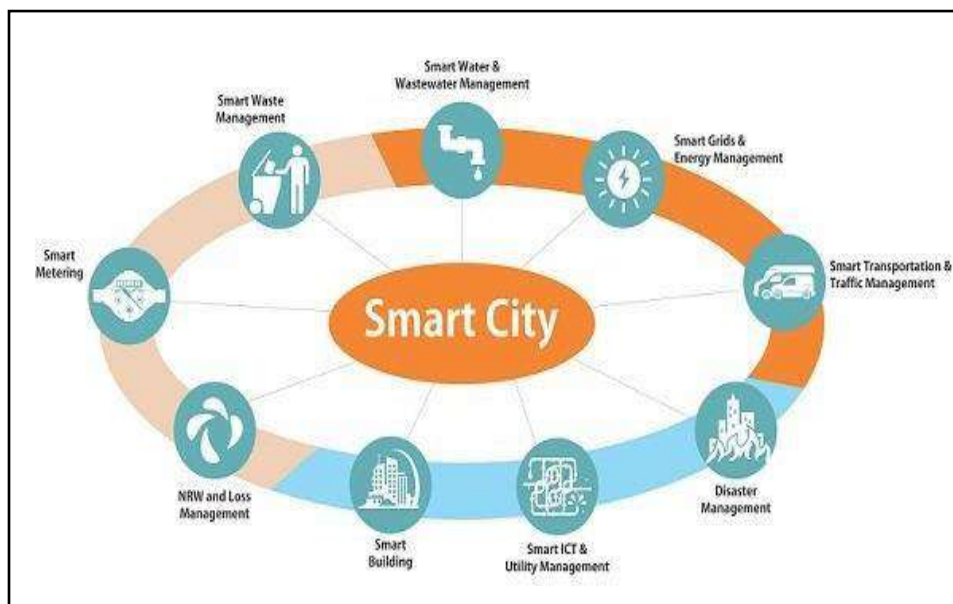 Smart Water &
Wastewater Management
Smart Waste
Management
Smart Grids &
Energy Management
Smart
Metering
Smart Transportation &
Traffic Management
Smart City
NRW and Loss
Management
Smart
Building
Smart ICT &
Utility Management
Disaster
Management